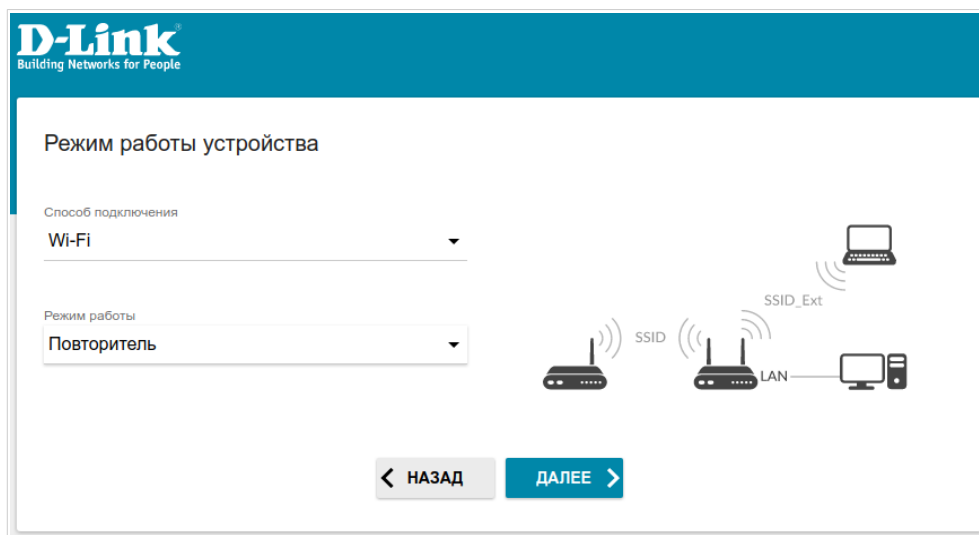 D-Link®
Building Networks for People
Режим работы устройства
Способ подключения
Wi-Fi
Режим работы
Повторитель
SSID
SSID_Ext
LAN
НАЗАД
ДАЛЕЕ